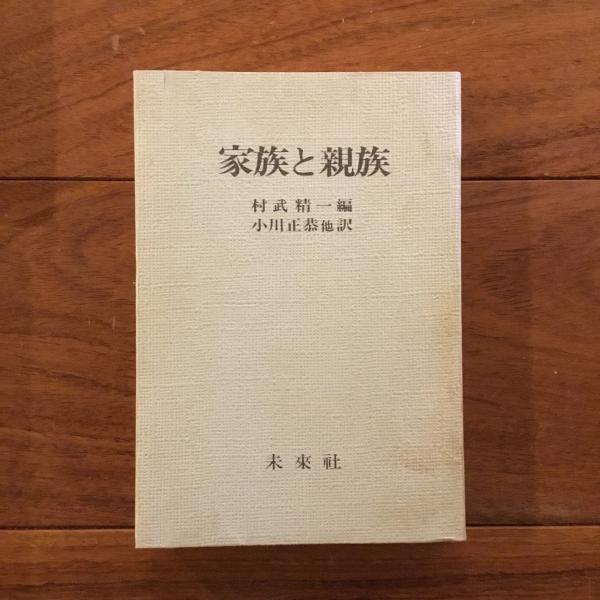 家族と親族
村武精一編
小川正恭他訳
未來社